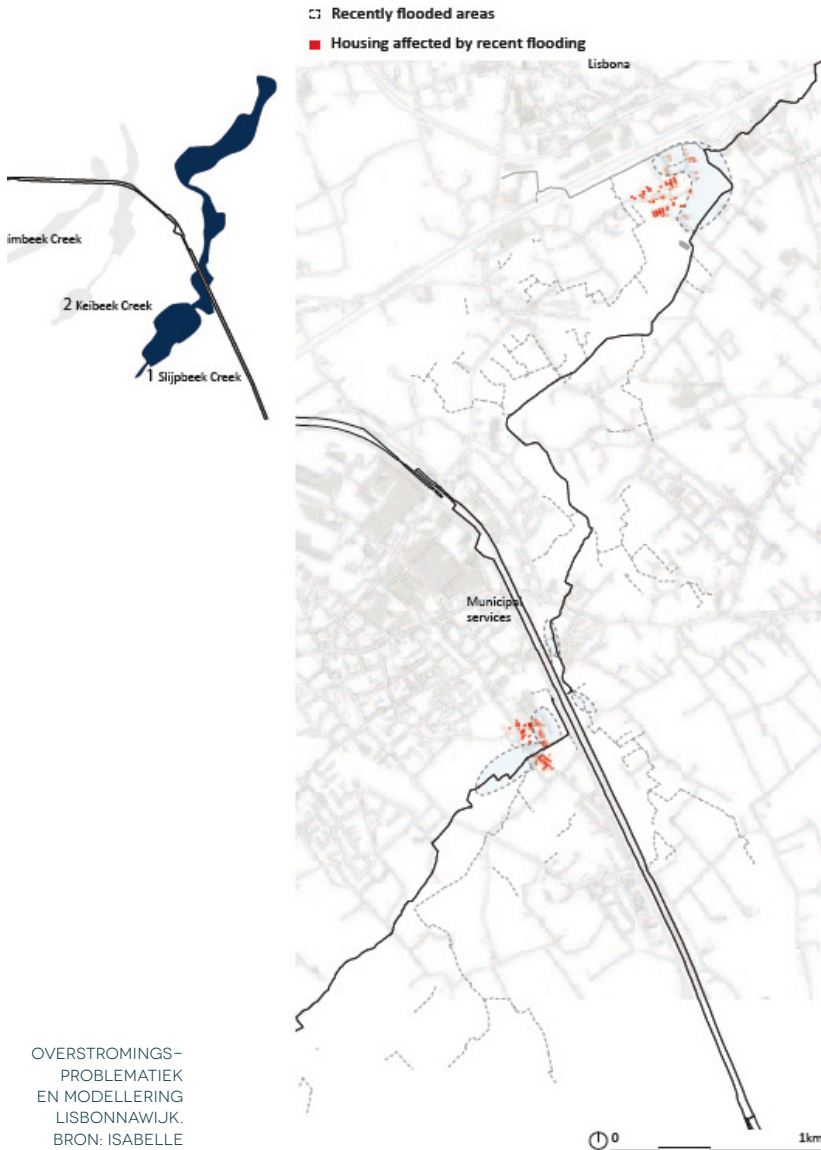 Recently flooded areas
Housing affected by recent flooding
Lisbona
imbeek Creek
2 Keibeek Creek
1 Slijpbeek Creek
Municipal
services
OVERSTROMINGS-
PROBLEMATIEK
EN MODELLERING
LISBONNAWIJK.
BRON: ISABELLE
0 1km